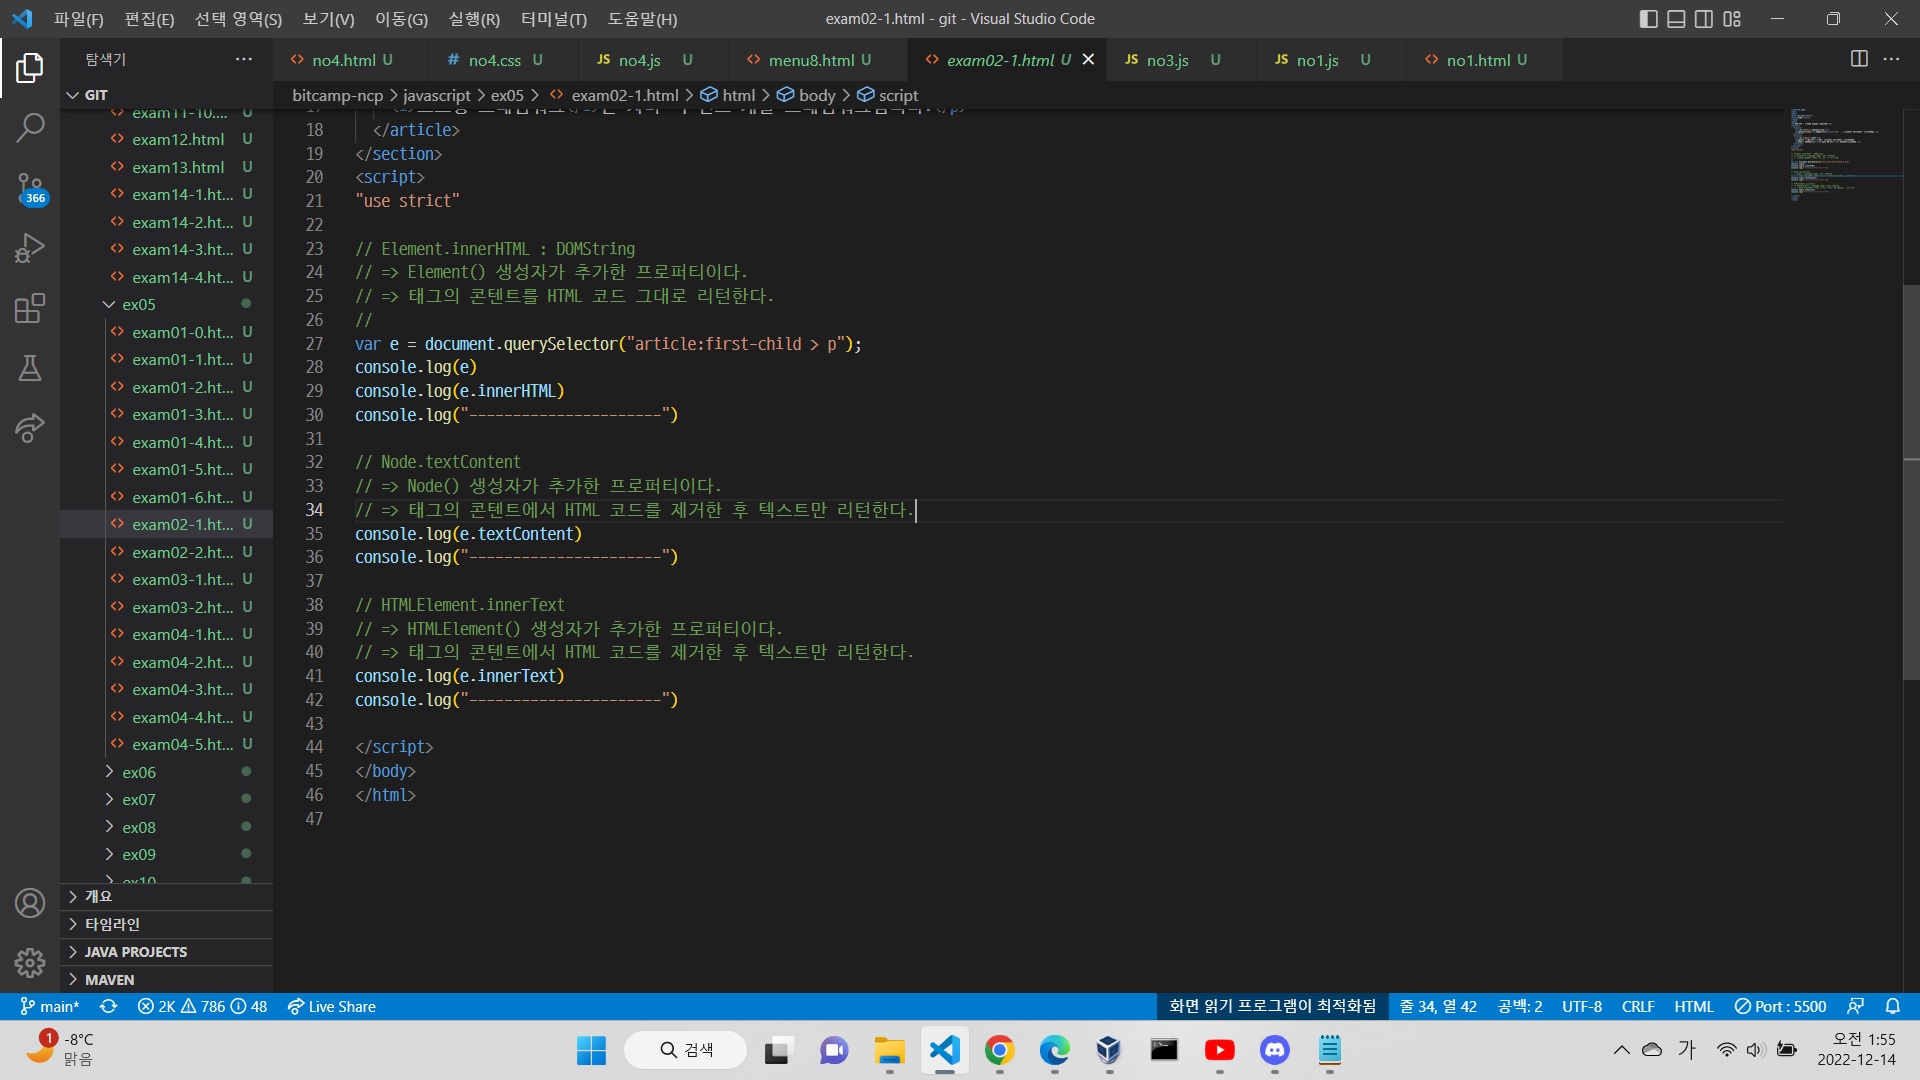 파일(F) 편집(E) 선택 영역(S) 보기(V) 이동(G) 실행(R) 터미널(T) 도움말(H) exam02-1.html - git - Visual Studio Code
탐색기 ···
no4.html U # no4.css U JS no4.js U menu8.html U exam02-1.html U JS no3.js U JS no1.js U no1.html U
GIT
bitcamp-ncp > javascript > ex05 > exam02-1.html > html > body > script
exam11-10.... U
exam12.html U
exam13.html U
exam14-1.ht... U
exam14-2.ht... U
exam14-3.ht... U
exam14-4.ht... U
ex05
exam01-0.ht... U
exam01-1.ht... U
exam01-2.ht... U
exam01-3.ht... U
exam01-4.ht... U
exam01-5.ht... U
exam01-6.ht... U
exam02-1.ht... U
exam02-2.ht... U
exam03-1.ht... U
exam03-2.ht... U
exam04-1.ht... U
exam04-2.ht... U
exam04-3.ht... U
exam04-4.ht... U
exam04-5.ht... U
ex06
ex07
ex08
ex09
ex10
개요
타임라인
JAVA PROJECTS
MAVEN
366
18 </article>
19 </section>
20 <script>
21 "use strict"
22
23 // Element.innerHTML : DOMString
24 // => Element() 생성자가 추가한 프로퍼티이다.
25 // => 태그의 콘텐트를 HTML 코드 그대로 리턴한다.
26 //
27 var e = document.querySelector("article:first-child > p");
28 console.log(e)
29 console.log(e.innerHTML)
30 console.log("----------------------")
31
32 // Node.textContent
33 // => Node() 생성자가 추가한 프로퍼티이다.
34 // => 태그의 콘텐트에서 HTML 코드를 제거한 후 텍스트만 리턴한다.
35 console.log(e.textContent)
36 console.log("----------------------")
37
38 // HTMLElement.innerText
39 // => HTMLElement() 생성자가 추가한 프로퍼티이다.
40 // => 태그의 콘텐트에서 HTML 코드를 제거한 후 텍스트만 리턴한다.
41 console.log(e.innerText)
42 console.log("----------------------")
43
44 </script>
45 </body>
46 </html>
47
main* 2K 786 48 Live Share 화면 읽기 프로그램이 최적화됨 줄 34, 열 42 공백: 2 UTF-8 CRLF HTML Port : 5500
1 -8°C
맑음
검색
가
오전 1:55
2022-12-14